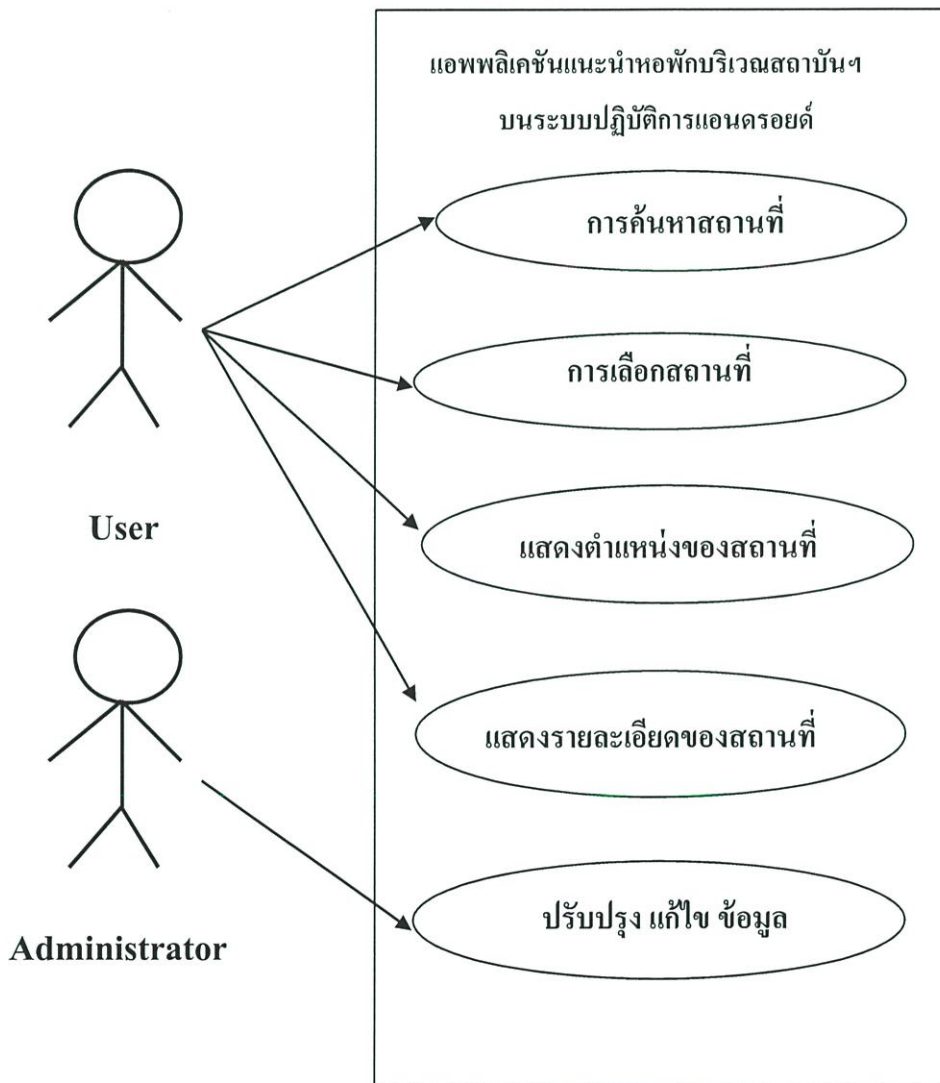 แอพพลิเคชันแนะนำหอพักบริเวณสถาบันฯ
บนระบบปฏิบัติการแอนดรอยด์
การค้นหาสถานที่
การเลือกสถานที่
User
แสดงตำแหน่งของสถานที่
แสดงรายละเอียดของสถานที่
ปรับปรุง แก้ไข ข้อมูล
Administrator